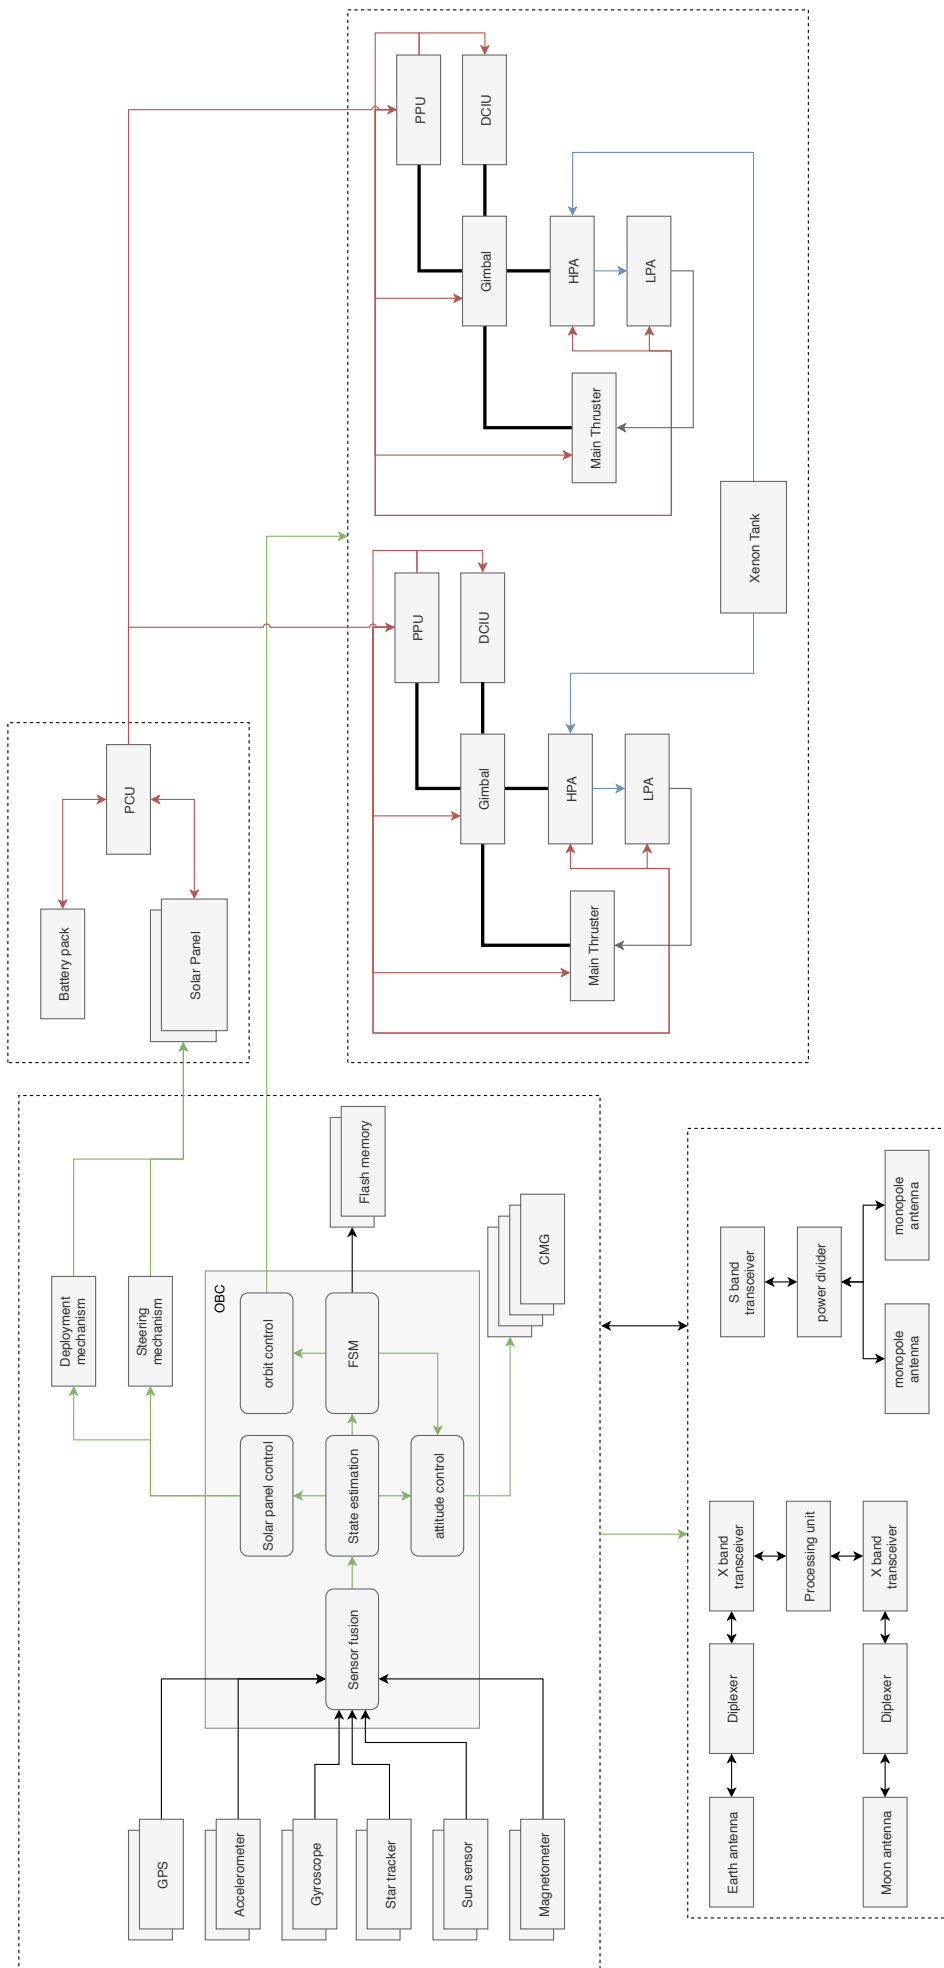 GPS
Accelerometer
Gyroscope
Star tracker
Sun sensor
Magnetometer
OBC
Sensor fusion
Solar panel control
State estimation
attitude control
orbit control
FSM
Deployment
mechanism
Steering
mechanism
Flash memory
CMG
Battery pack
Solar Panel
PCU
PPU
DCIU
Gimbal
HPA
LPA
Main Thruster
PPU
DCIU
Gimbal
HPA
LPA
Main Thruster
Xenon Tank
Earth antenna
Diplexer
X band
transceiver
Processing unit
Moon antenna
Diplexer
X band
transceiver
S band
transceiver
power divider
monopole
antenna
monopole
antenna